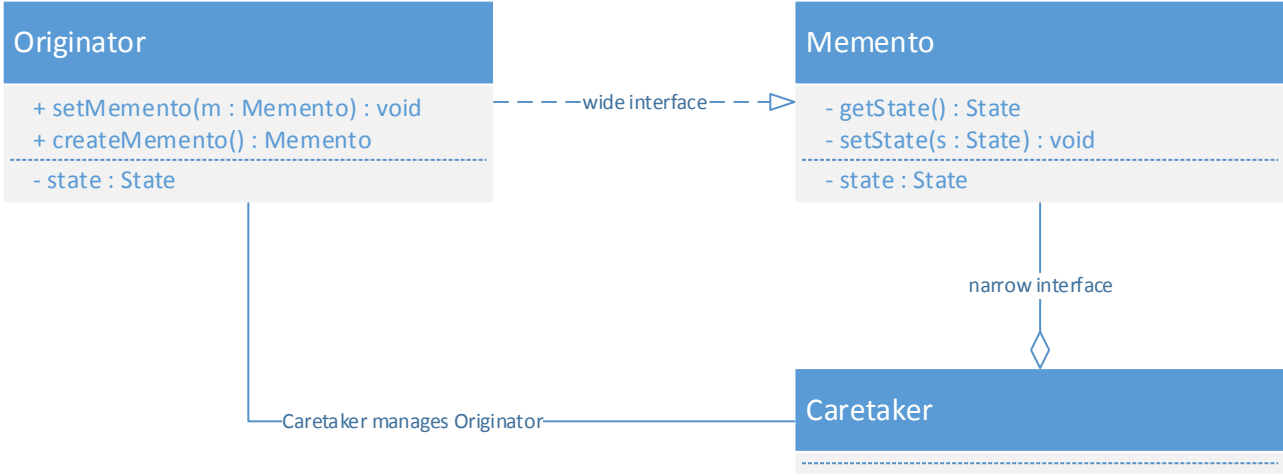 Originator
+ setMemento(m : Memento) : void
+ createMemento() : Memento
- state : State
wide interface
Memento
- getState() : State
- setState(s : State) : void
- state : State
narrow interface
Caretaker manages Originator
Caretaker